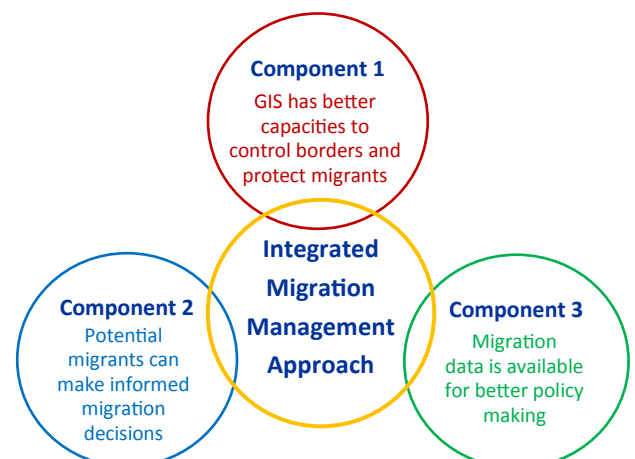 Component 1
GIS has better
capacities to
control borders and
protect migrants
Integrated
Migration
Management
Approach
Component 2
Potential
migrants can
make informed
migration
decisions
Component 3
Migration
data is available
for better policy
making